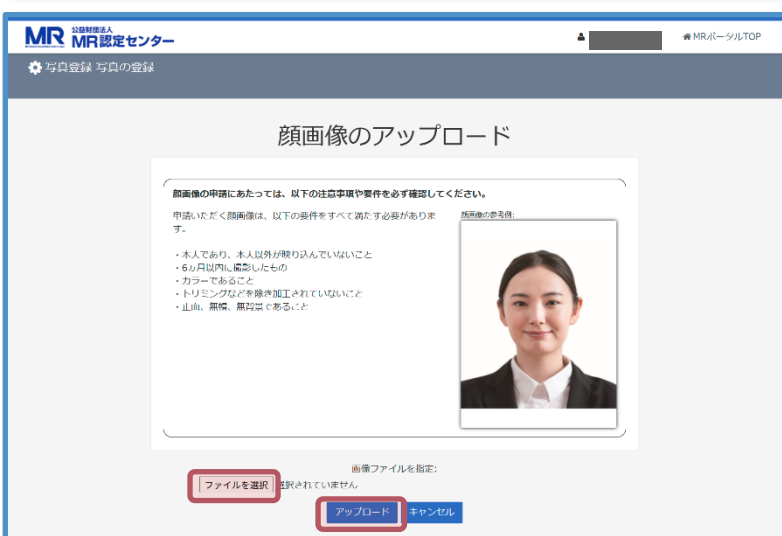 MR 公益財団法人
MR認定センター
MRポータルTOP
写真登録 写真の登録
顔画像のアップロード
顔画像の申請にあたっては、以下の注意事項や要件を必ず確認してください。
申請いただく顔画像は、以下の要件をすべて満たす必要がありま
す。
・本人であり、本人以外が映り込んでいないこと
・6ヵ月以内に撮影したもの
・カラーであること
・トリミングなどを除き加工されていないこと
・正面、無帽、無背景であること
顔画像の参考例:
画像ファイルを指定:
ファイルを選択 選択されていません
アップロード キャンセル